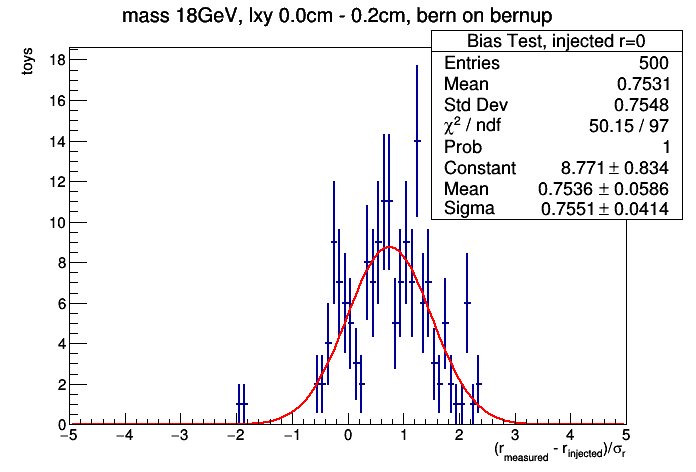 mass 18GeV, lxy 0.0cm - 0.2cm, bern on bernup
Bias Test, injected r=0
Entries 500
Mean 0.7531
Std Dev 0.7548
χ² / ndf 50.15 / 97
Prob 1
Constant 8.771 ± 0.834
Mean 0.7536 ± 0.0586
Sigma 0.7551 ± 0.0414
toys
18
16
14
12
10
8
6
4
2
0
−5 −4 −3 −2 −1 0 1 2 3 4 5
(r_measured - r_injected)/σ_r